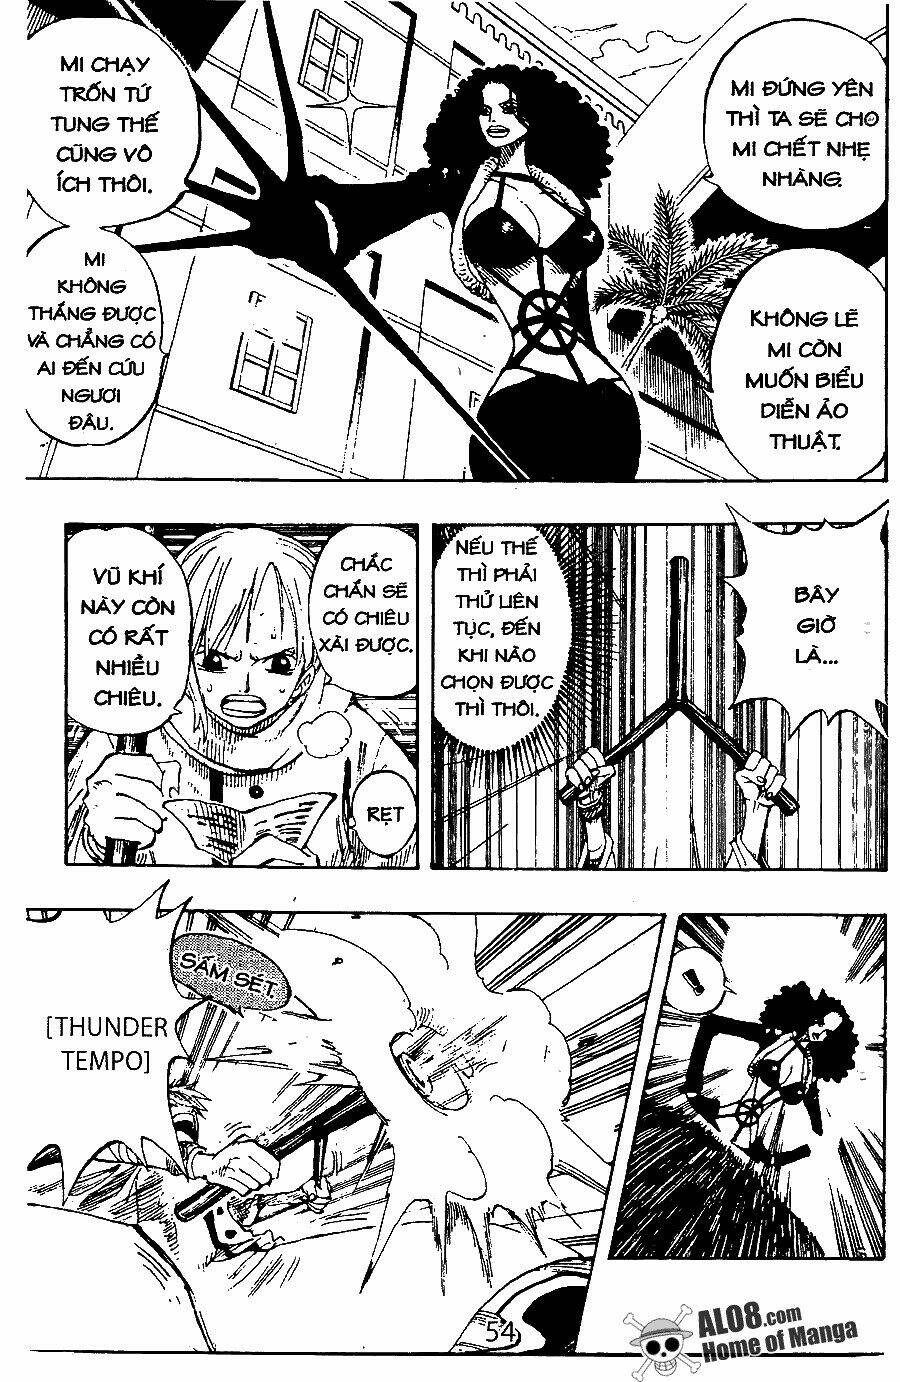 MI ĐỨNG YÊN
THÌ TA SẼ CHO
MI CHẾT NHẸ
NHÀNG.
KHÔNG LẼ
MI CÒN
MUỐN BIỂU
DIỄN ẢO
THUẬT.
MI CHẠY
TRỐN TỨ
TUNG THẾ
CŨNG VÔ
ÍCH THÔI.
MI
KHÔNG
THẮNG ĐƯỢC
VÀ CHẲNG CÓ
AI ĐẾN CỨU
NGƯƠI
ĐÂU.
BÂY
GIỜ
LÀ...
NẾU THẾ
THÌ PHẢI
THỬ LIÊN
TỤC, ĐẾN
KHI NÀO
CHỌN ĐƯỢC
THÌ THÔI.
CHẮC
CHẮN SẼ
CÓ CHIÊU
XÀI ĐƯỢC.
VŨ KHÍ
NÀY CÒN
CÓ RẤT
NHIỀU
CHIÊU.
RẸT
!
SẤM SÉT.
[THUNDER
TEMPO]
54
ALO8.com
Home of Manga